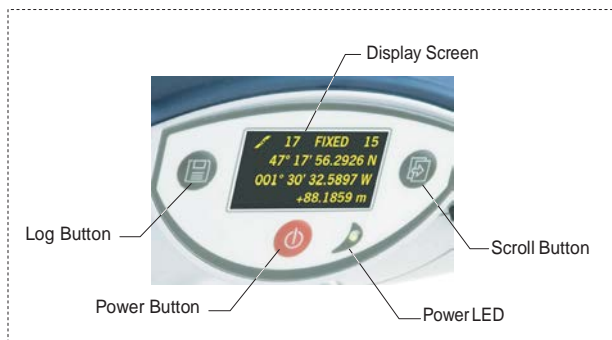 Display Screen
17 FIXED 15
47° 17' 56.2926 N
001° 30' 32.5897 W
+88.1859 m
Log Button
Scroll Button
Power Button
Power LED